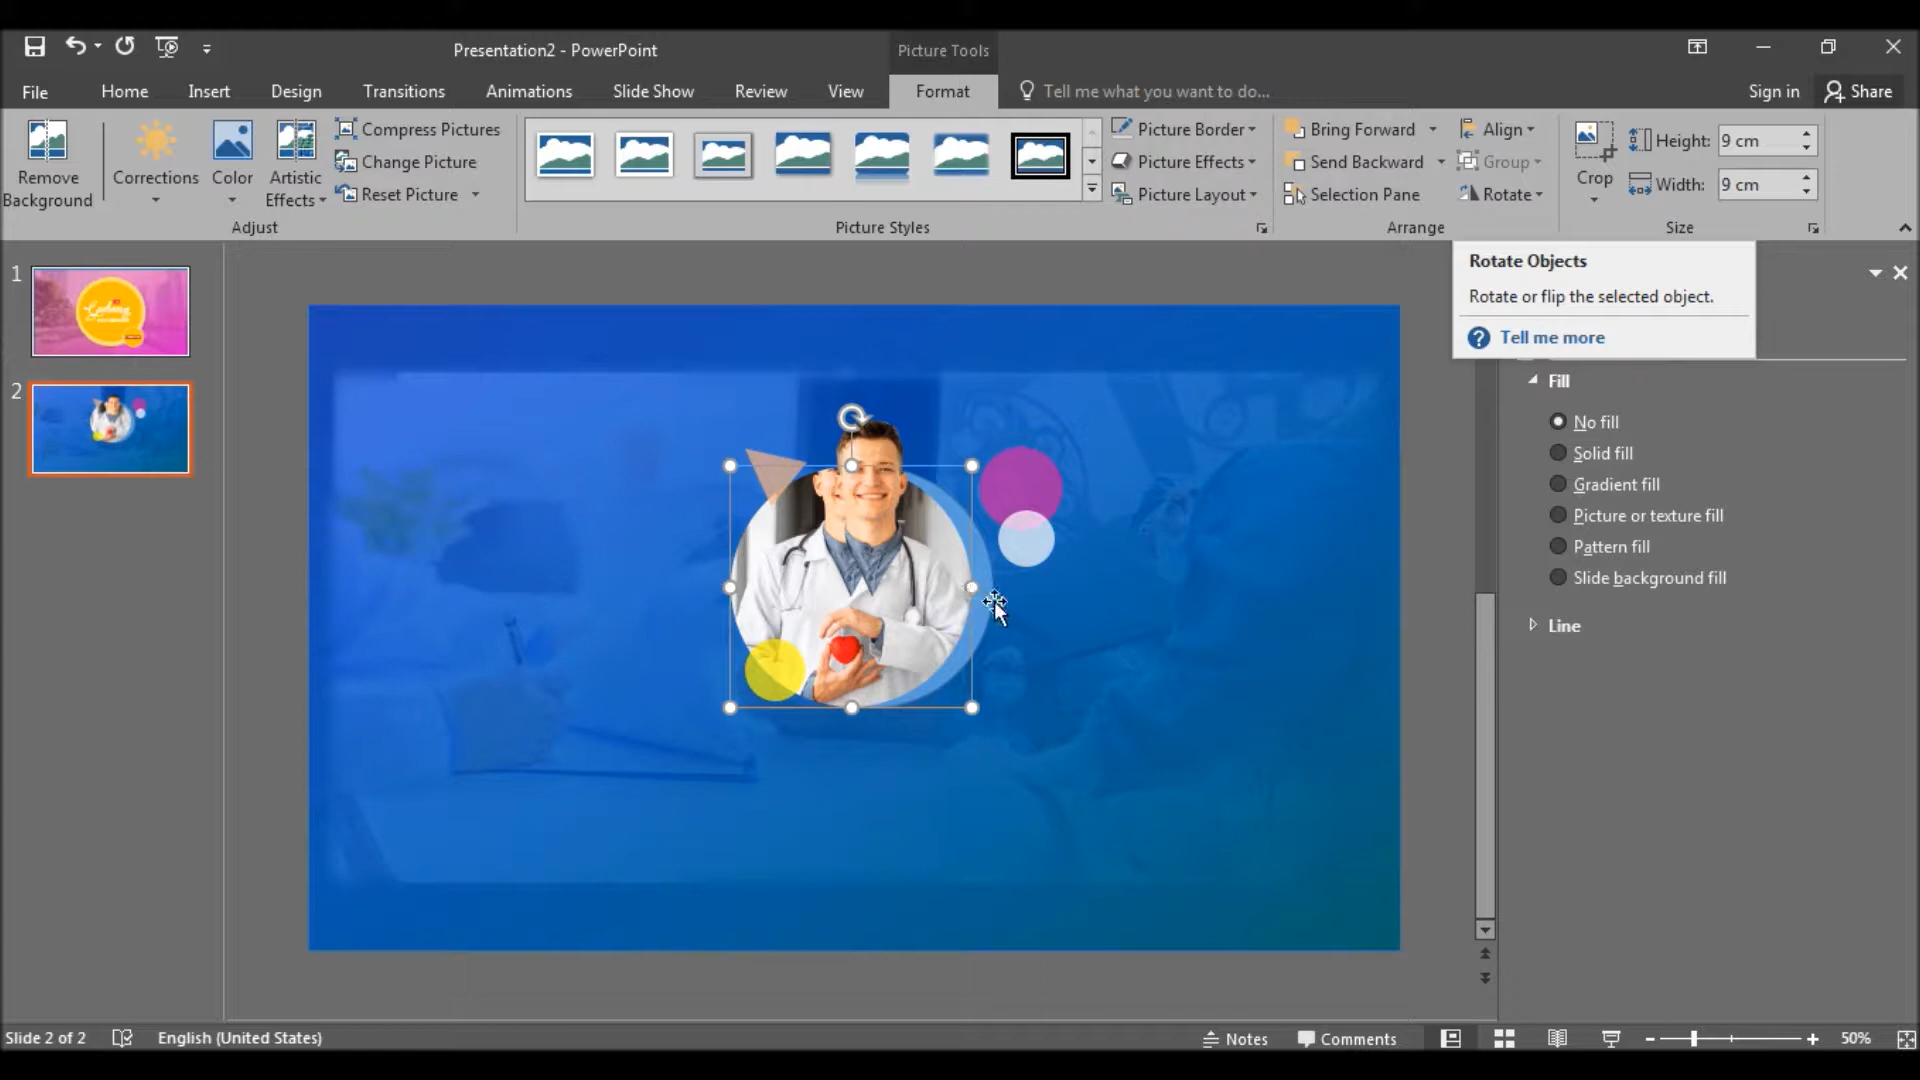 Presentation2 - PowerPoint
Picture Tools
File
Home
Insert
Design
Transitions
Animations
Slide Show
Review
View
Format
Tell me what you want to do...
Sign in
Share
Remove
Background
Corrections
Color
Artistic
Effects
Compress Pictures
Change Picture
Reset Picture
Adjust
Picture Styles
Picture Border
Picture Effects
Picture Layout
Bring Forward
Send Backward
Selection Pane
Align
Group
Rotate
Arrange
Crop
Height:
9 cm
Width:
9 cm
Size
Rotate Objects
Rotate or flip the selected object.
? Tell me more
1
2
Fill
No fill
Solid fill
Gradient fill
Picture or texture fill
Pattern fill
Slide background fill
Line
Slide 2 of 2
English (United States)
Notes
Comments
50%